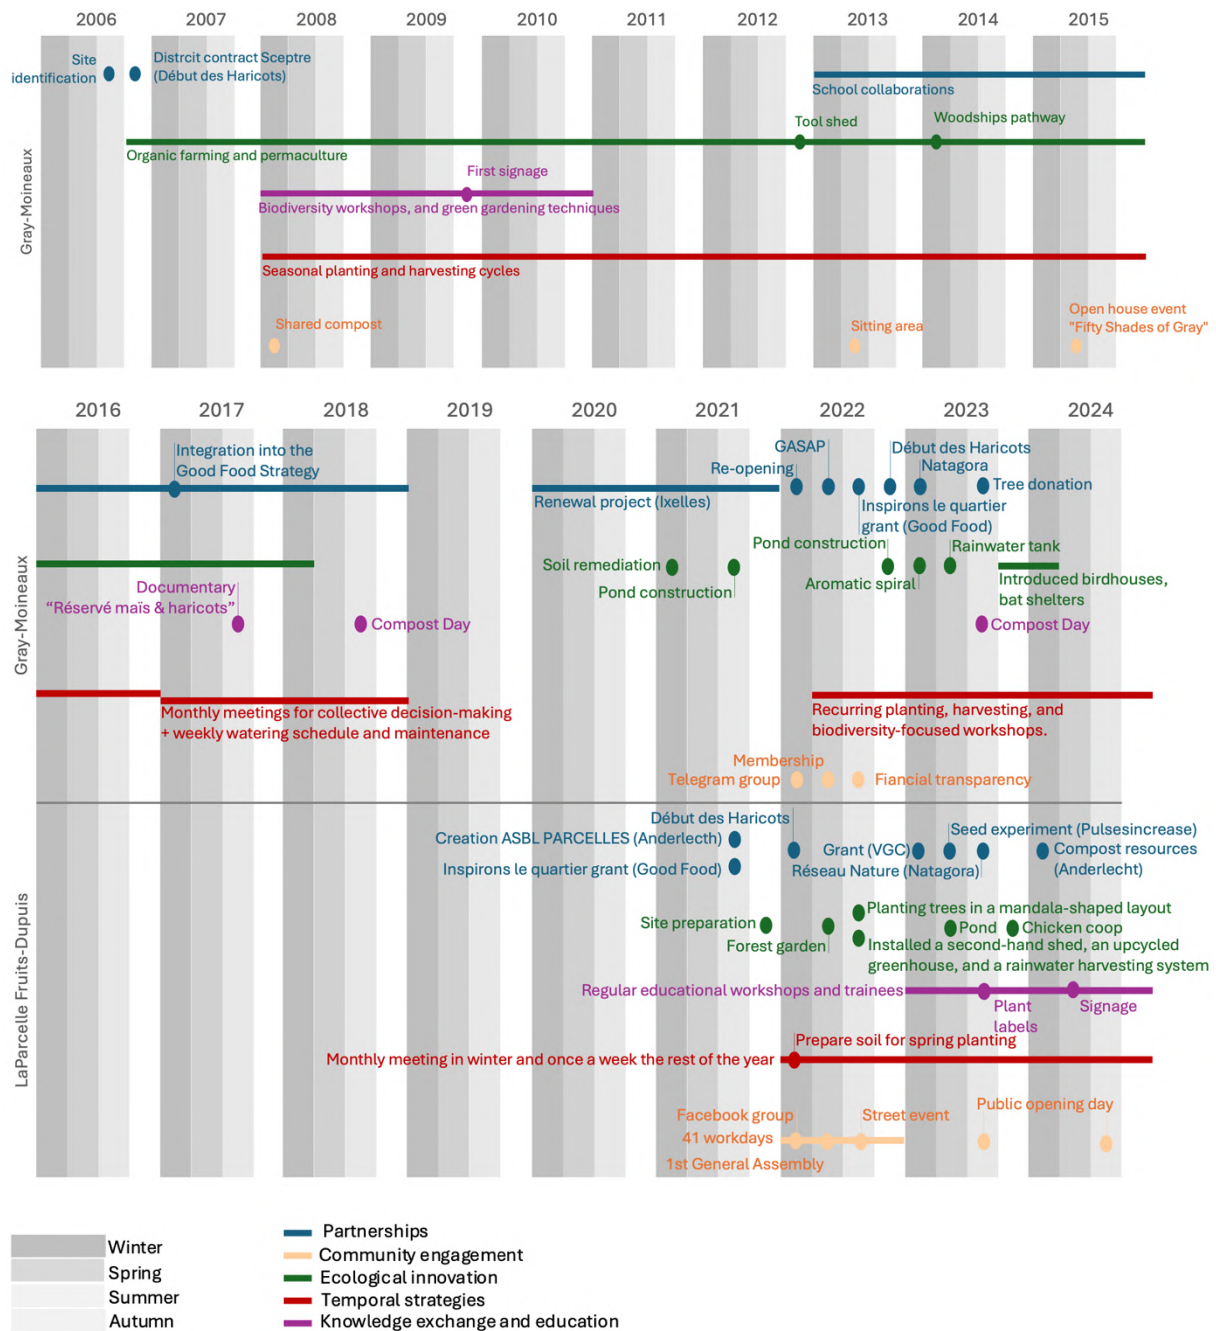 2006 2007 2008 2009 2010 2011 2012 2013 2014 2015
Gray-Moineaux
Site
identification
Distrcit contract Sceptre
(Début des Haricots)
School collaborations
Tool shed
Woodships pathway
Organic farming and permaculture
First signage
Biodiversity workshops, and green gardening techniques
Seasonal planting and harvesting cycles
Shared compost
Sitting area
Open house event
"Fifty Shades of Gray"
2016 2017 2018 2019 2020 2021 2022 2023 2024
Gray-Moineaux
Integration into the
Good Food Strategy
Renewal project (Ixelles)
Re-opening
GASAP
Inspirons le quartier
grant (Good Food)
Début des Haricots
Natagora
Tree donation
Soil remediation
Pond construction
Pond construction
Aromatic spiral
Rainwater tank
Introduced birdhouses,
bat shelters
Documentary
“Réservé maïs & haricots”
Compost Day
Compost Day
Monthly meetings for collective decision-making
+ weekly watering schedule and maintenance
Recurring planting, harvesting, and
biodiversity-focused workshops.
Membership
Telegram group
Fiancial transparency
LaParcelle Fruits-Dupuis
Début des Haricots
Creation ASBL PARCELLES (Anderlecth)
Inspirons le quartier grant (Good Food)
Seed experiment (Pulsesincrease)
Grant (VGC)
Réseau Nature (Natagora)
Compost resources
(Anderlecht)
Site preparation
Forest garden
Planting trees in a mandala-shaped layout
Pond
Chicken coop
Installed a second-hand shed, an upcycled
greenhouse, and a rainwater harvesting system
Regular educational workshops and trainees
Plant
labels
Signage
Prepare soil for spring planting
Monthly meeting in winter and once a week the rest of the year
Facebook group
Street event
Public opening day
41 workdays
1st General Assembly
Winter
Spring
Summer
Autumn
Partnerships
Community engagement
Ecological innovation
Temporal strategies
Knowledge exchange and education